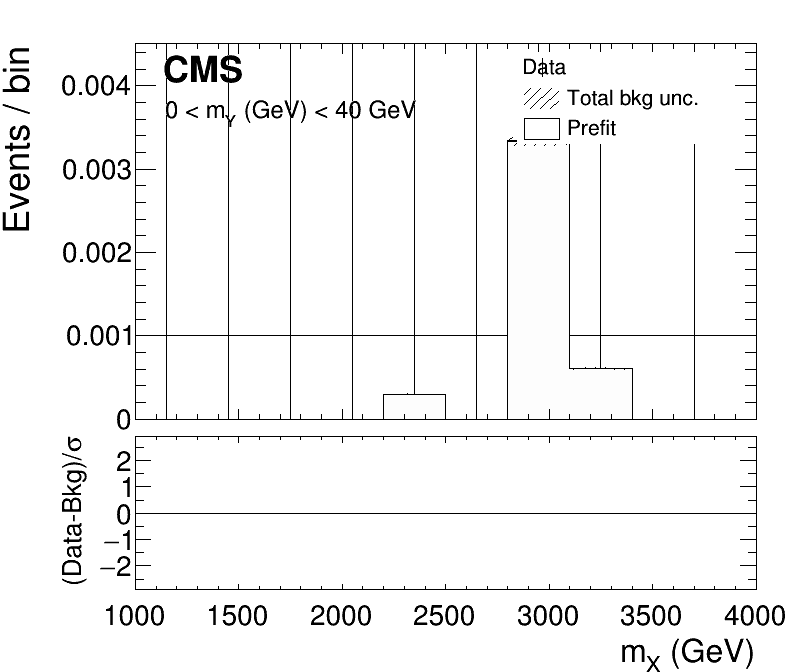 CMS
0 < mY (GeV) < 40 GeV
Data
Total bkg unc.
Prefit
Events / bin
0.004
0.003
0.002
0.001
0
(Data-Bkg)/σ
2
1
0
−1
−2
1000 1500 2000 2500 3000 3500 4000
mX (GeV)